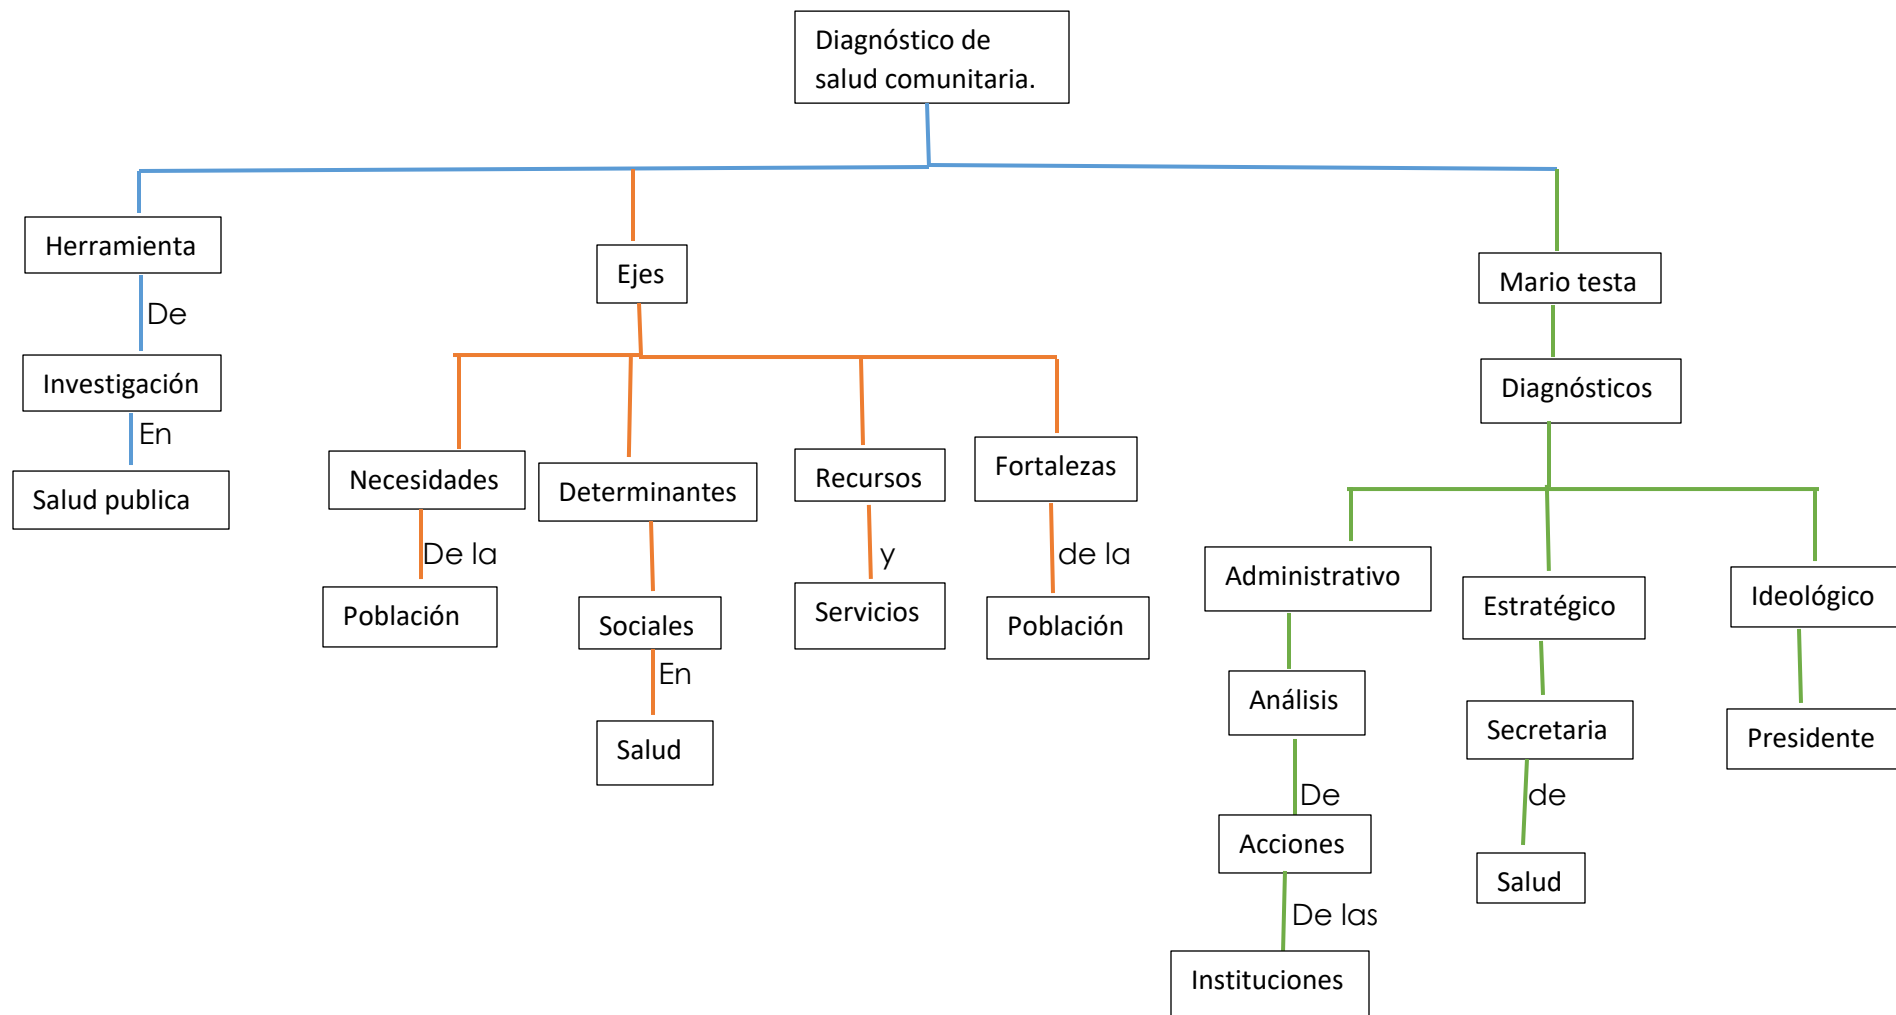 Diagnóstico de
salud comunitaria.
Herramienta
De
Investigación
En
Salud publica
Ejes
Necesidades
De la
Población
Determinantes
Sociales
En
Salud
Recursos
y
Servicios
Fortalezas
de la
Población
Mario testa
Diagnósticos
Administrativo
Análisis
De
Acciones
De las
Instituciones
Estratégico
Secretaria
de
Salud
Ideológico
Presidente